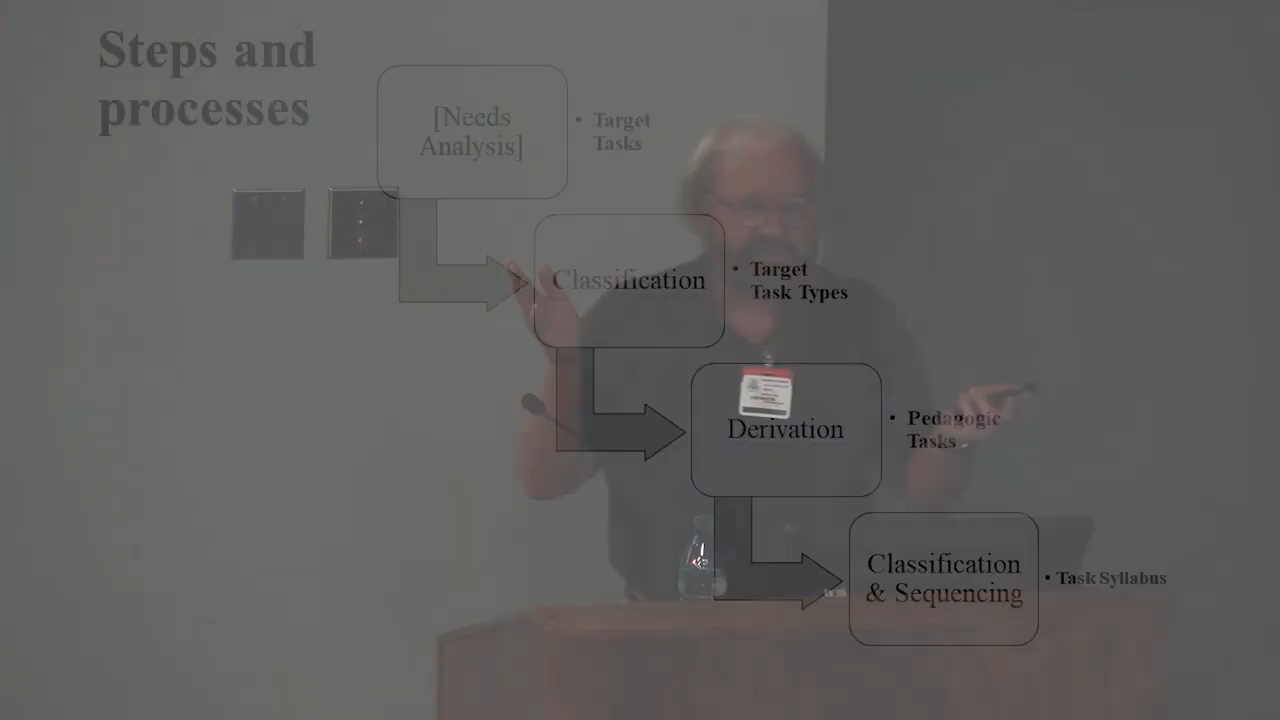 Steps and
processes
[Needs
Analysis]
• Target
Tasks
Classification
• Target
Task Types
Derivation
• Pedagogic
Tasks
Classification
& Sequencing
• Task Syllabus